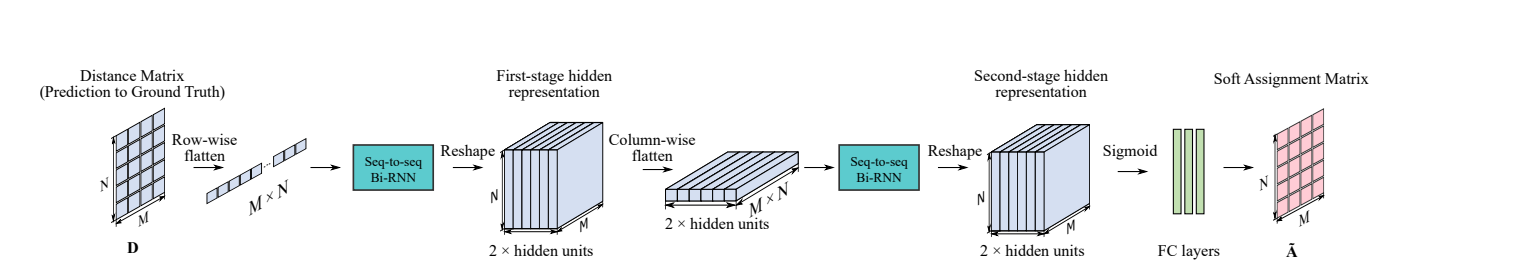 Distance Matrix
(Prediction to Ground Truth)
N
M
D
Row-wise
flatten
...
M × N
Seq-to-seq
Bi-RNN
Reshape
First-stage hidden
representation
N
M
2 × hidden units
Column-wise
flatten
M × N
2 × hidden units
Seq-to-seq
Bi-RNN
Reshape
Second-stage hidden
representation
N
M
2 × hidden units
Sigmoid
FC layers
Soft Assignment Matrix
N
M
Ã